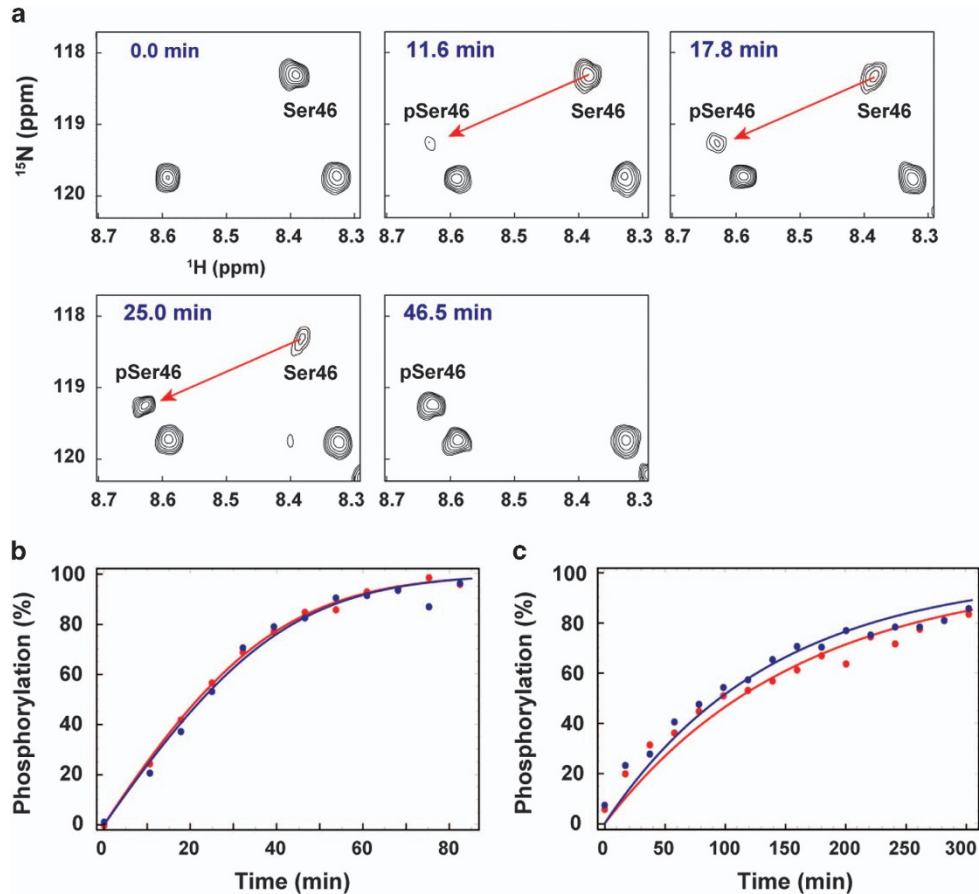 a
0.0 min
11.6 min
17.8 min
118
119
120
¹⁵N (ppm)
Ser46
pSer46
Ser46
pSer46
Ser46
8.7 8.6 8.5 8.4 8.3
8.7 8.6 8.5 8.4 8.3
8.7 8.6 8.5 8.4 8.3
¹H (ppm)
25.0 min
46.5 min
118
119
120
pSer46
Ser46
pSer46
8.7 8.6 8.5 8.4 8.3
8.7 8.6 8.5 8.4 8.3
b
Phosphorylation (%)
100
80
60
40
20
0
0 20 40 60 80
Time (min)
c
Phosphorylation (%)
100
80
60
40
20
0
0 50 100 150 200 250 300
Time (min)